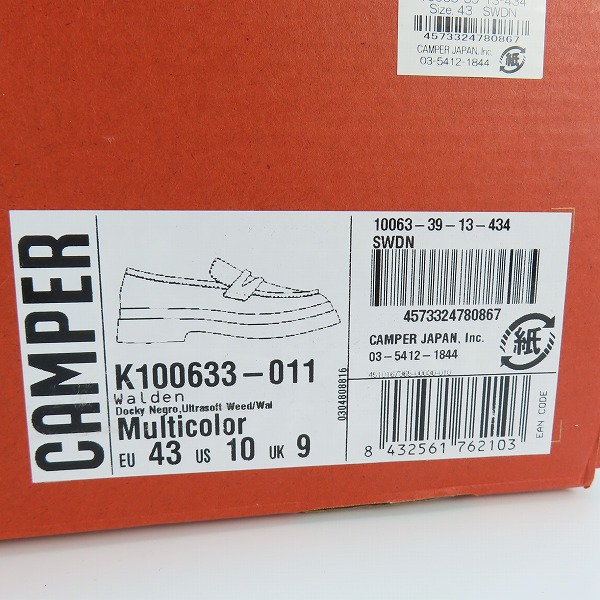 Size 43 SWDN
4573324780867
CAMPER JAPAN, Inc.
03-5412-1844
紙
CAMPER
K100633-011
Walden
Docky Negro,Ultrasoft Weed/Wal
Multicolor
EU 43 US 10 UK 9
0304808816
10063-39-13-434
SWDN
4573324780867
CAMPER JAPAN, Inc.
03-5412-1844
紙
8 432561 762103
EAN CODE